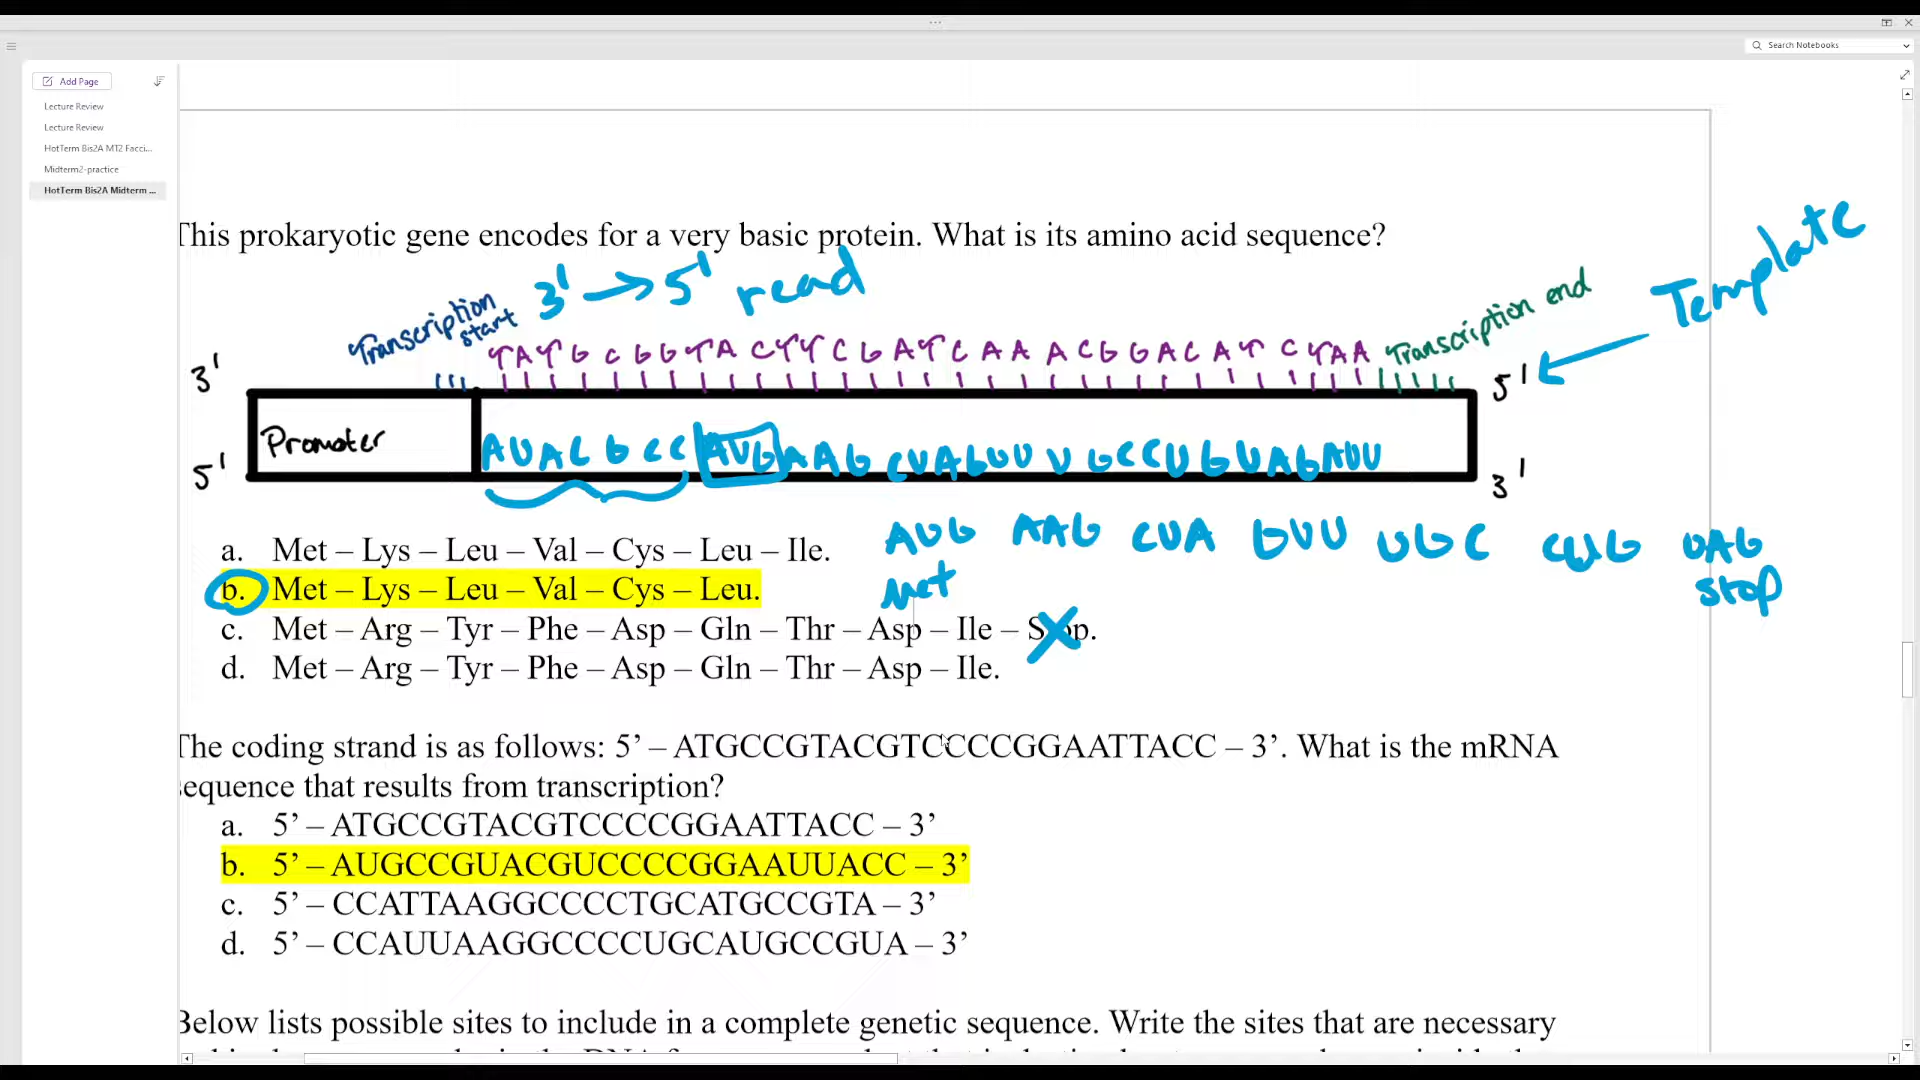 Search Notebooks
Add Page
Lecture Review
Lecture Review
HotTerm Bis2A MT2 Facci...
Midterm2-practice
HotTerm Bis2A Midterm ...
This prokaryotic gene encodes for a very basic protein. What is its amino acid sequence?
Template
3' → 5' read
Transcription start
Transcription end
TATGCGGTACTTCGATCAAACGGACATCTAA
3'
5'
Promoter
AUACGCC AUG AAG CUAGUU UGCCUGUAGAUU
5'
3'
AUG AAG CUA GUU UGC CUG UAG
Met
stop
a. Met – Lys – Leu – Val – Cys – Leu – Ile.
b. Met – Lys – Leu – Val – Cys – Leu.
c. Met – Arg – Tyr – Phe – Asp – Gln – Thr – Asp – Ile – Stop.
d. Met – Arg – Tyr – Phe – Asp – Gln – Thr – Asp – Ile.
The coding strand is as follows: 5’ – ATGCCGTACGTCCCCGGAATTACC – 3’. What is the mRNA
sequence that results from transcription?
a. 5’ – ATGCCGTACGTCCCCGGAATTACC – 3’
b. 5’ – AUGCCGUACGUCCCCGGAAUUACC – 3’
c. 5’ – CCATTAAGGCCCCTGCATGCCGTA – 3’
d. 5’ – CCAUUAAGGCCCCUGCAUGCCGUA – 3’
Below lists possible sites to include in a complete genetic sequence. Write the sites that are necessary